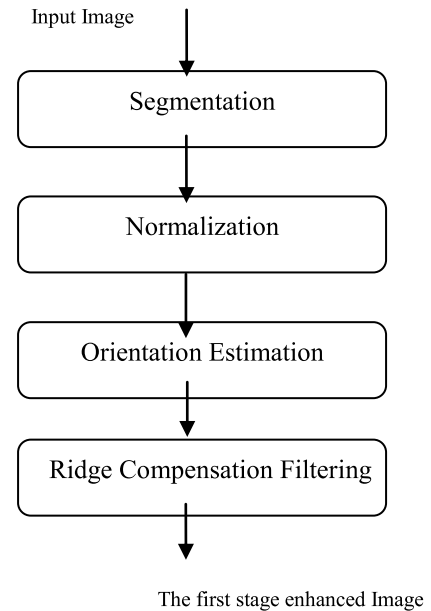 Input Image
Segmentation
Normalization
Orientation Estimation
Ridge Compensation Filtering
The first stage enhanced Image